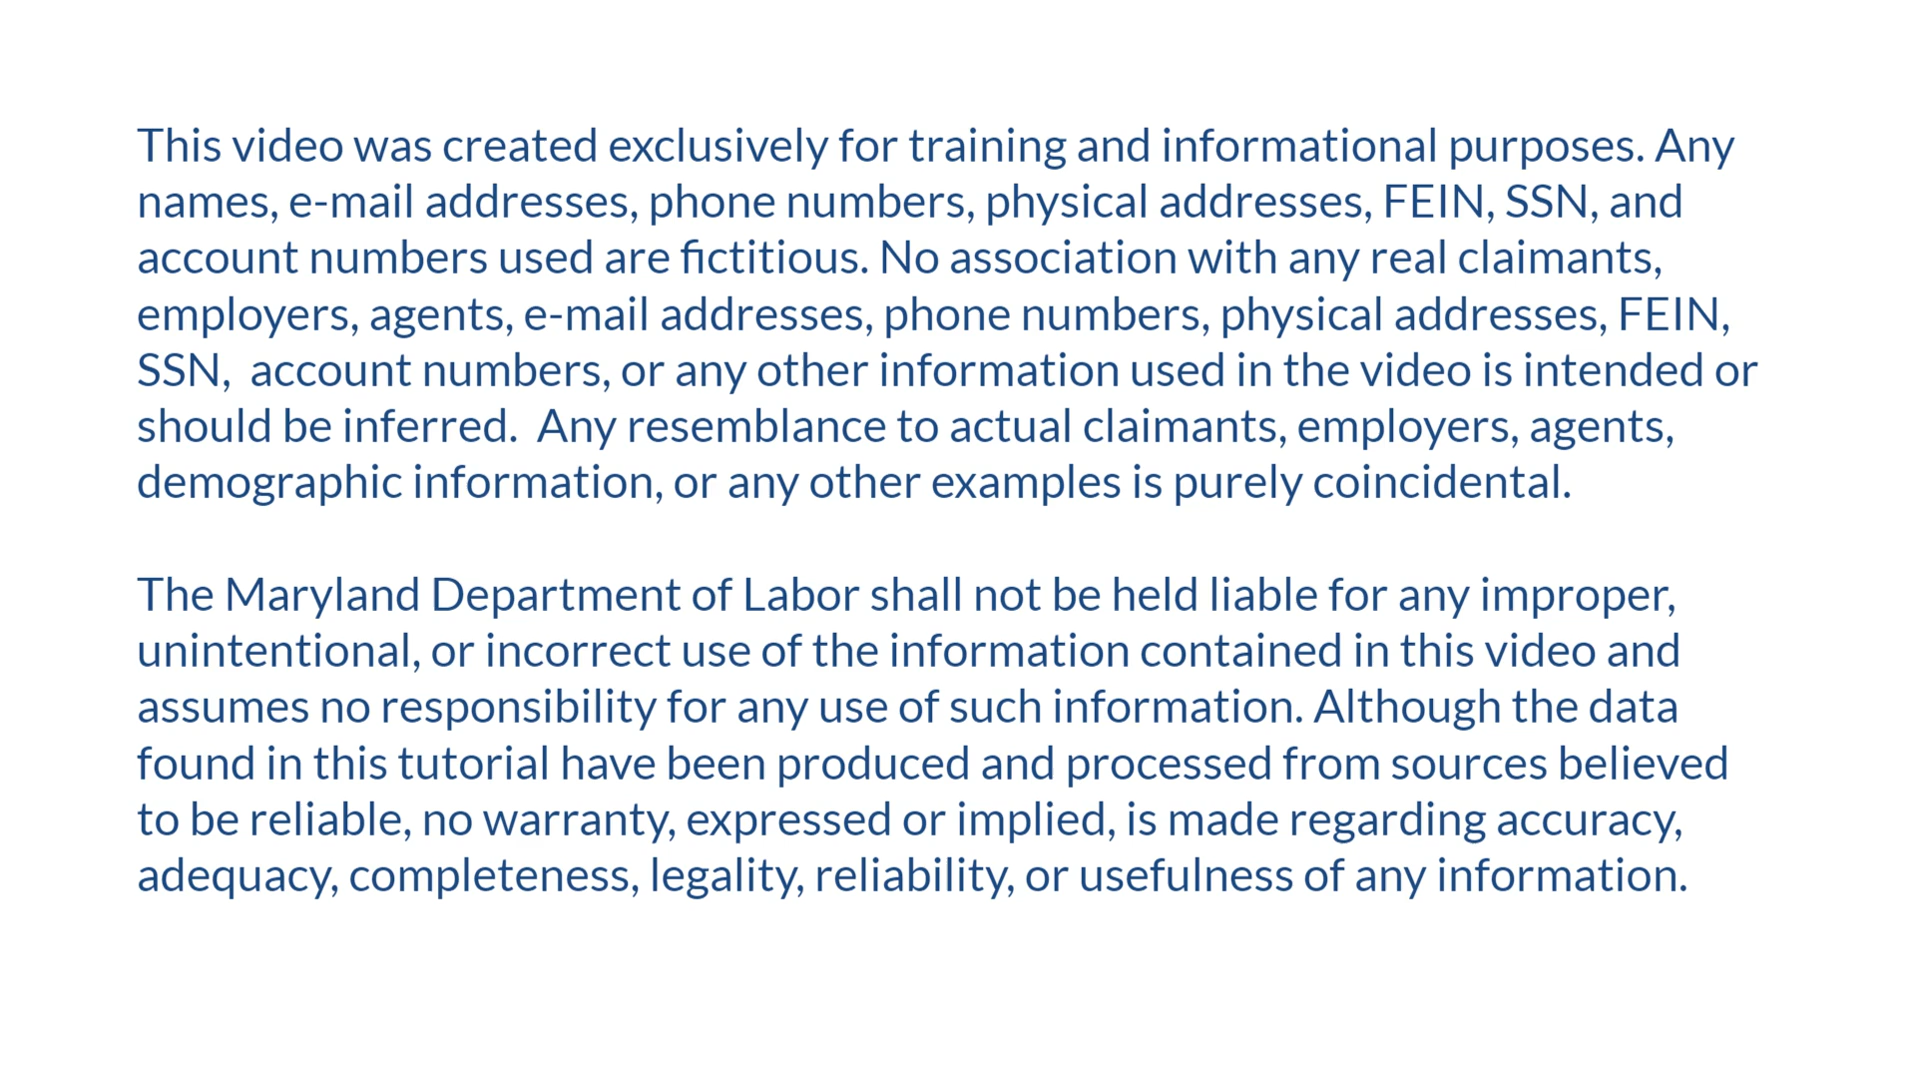 This video was created exclusively for training and informational purposes. Any
names, e-mail addresses, phone numbers, physical addresses, FEIN, SSN, and
account numbers used are fictitious. No association with any real claimants,
employers, agents, e-mail addresses, phone numbers, physical addresses, FEIN,
SSN,  account numbers, or any other information used in the video is intended or
should be inferred.  Any resemblance to actual claimants, employers, agents,
demographic information, or any other examples is purely coincidental.

The Maryland Department of Labor shall not be held liable for any improper,
unintentional, or incorrect use of the information contained in this video and
assumes no responsibility for any use of such information. Although the data
found in this tutorial have been produced and processed from sources believed
to be reliable, no warranty, expressed or implied, is made regarding accuracy,
adequacy, completeness, legality, reliability, or usefulness of any information.